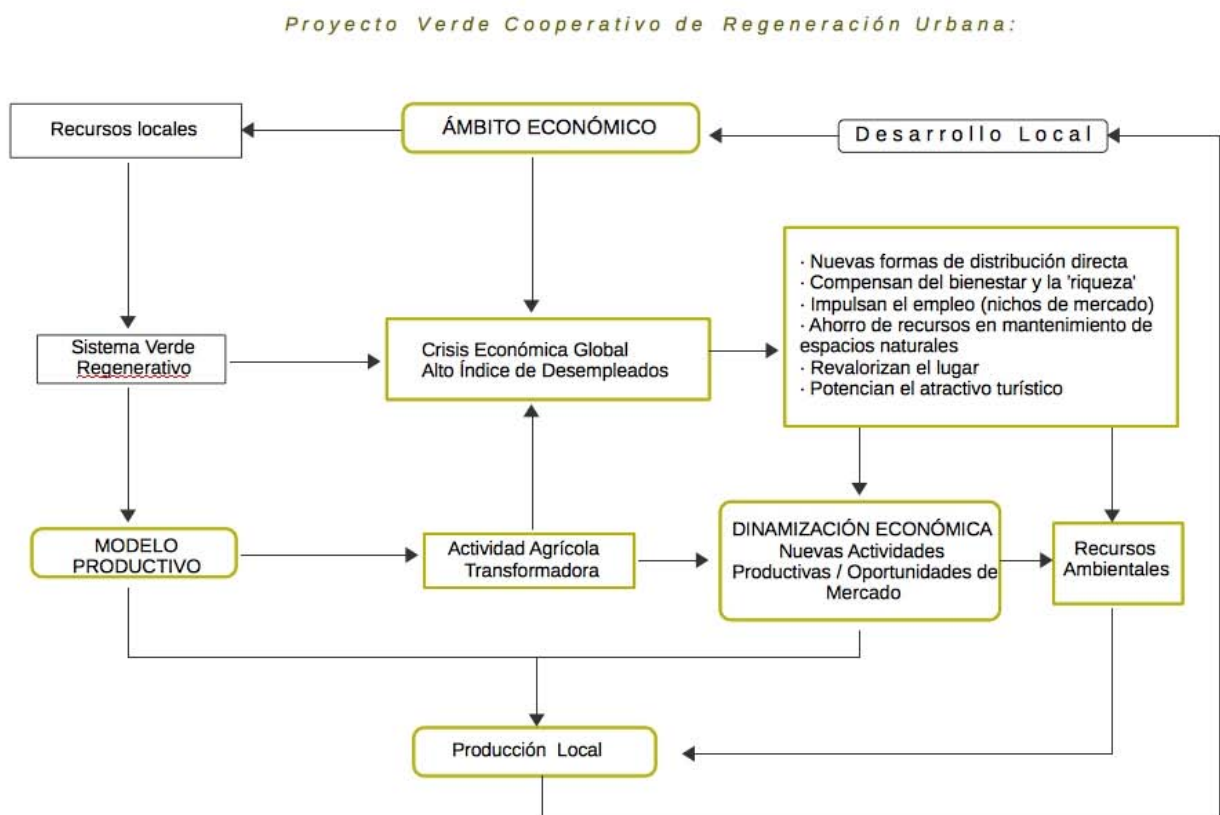 Proyecto Verde Cooperativo de Regeneración Urbana:
Recursos locales
ÁMBITO ECONÓMICO
Desarrollo Local
· Nuevas formas de distribución directa
· Compensan del bienestar y la 'riqueza'
· Impulsan el empleo (nichos de mercado)
· Ahorro de recursos en mantenimiento de
espacios naturales
· Revalorizan el lugar
· Potencian el atractivo turístico
Sistema Verde
Regenerativo
Crisis Económica Global
Alto Índice de Desempleados
MODELO
PRODUCTIVO
Actividad Agrícola
Transformadora
DINAMIZACIÓN ECONÓMICA
Nuevas Actividades
Productivas / Oportunidades de
Mercado
Recursos
Ambientales
Producción Local